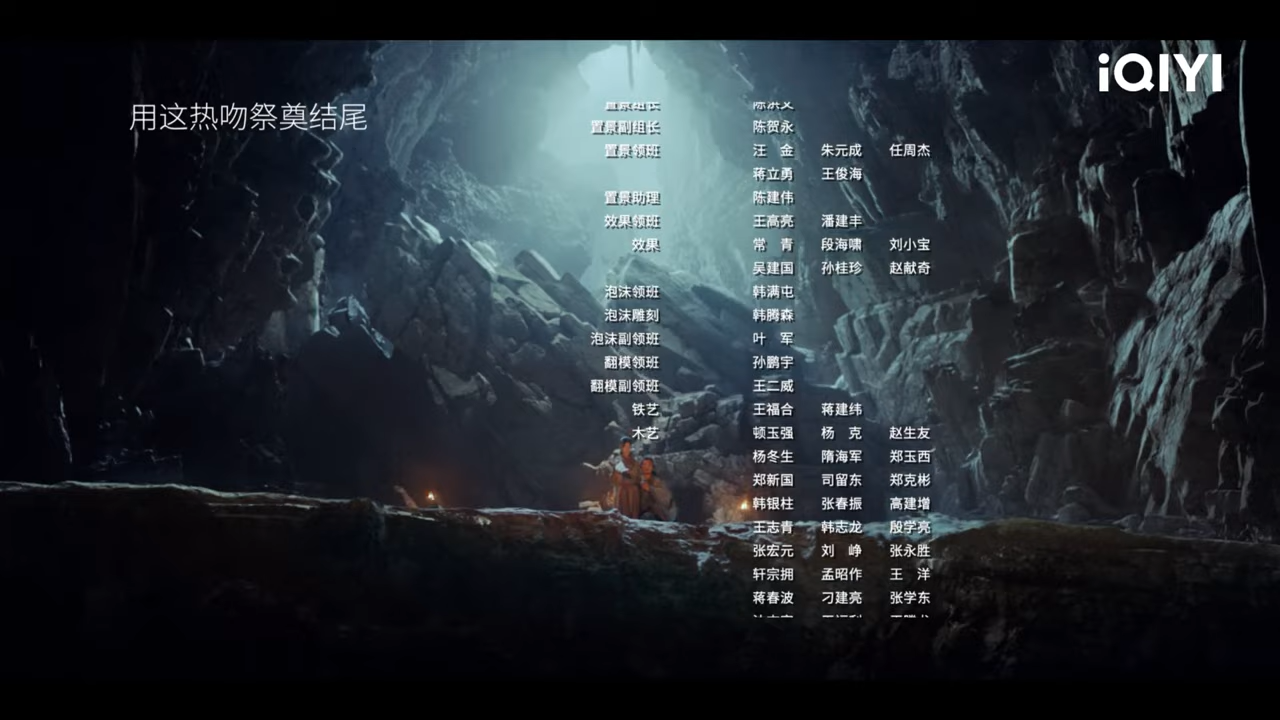 iQIYI
用这热吻祭奠结尾
置景副组长 陈贺永
置景领班 汪 金 朱元成 任周杰
蒋立勇 王俊海
置景助理 陈建伟
效果领班 王高亮 潘建丰
效果 常 青 段海啸 刘小宝
吴建国 孙桂珍 赵献奇
泡沫领班 韩满屯
泡沫雕刻 韩腾森
泡沫副领班 叶 军
翻模领班 孙鹏宇
翻模副领班 王二威
铁艺 王福合 蒋建纬
木艺 顿玉强 杨 克 赵生友
杨冬生 隋海军 郑玉西
郑新国 司留东 郑克彬
韩银柱 张春振 高建增
王志青 韩志龙 殷学亮
张宏元 刘 峥 张永胜
轩宗拥 孟昭作 王 洋
蒋春波 刁建亮 张学东